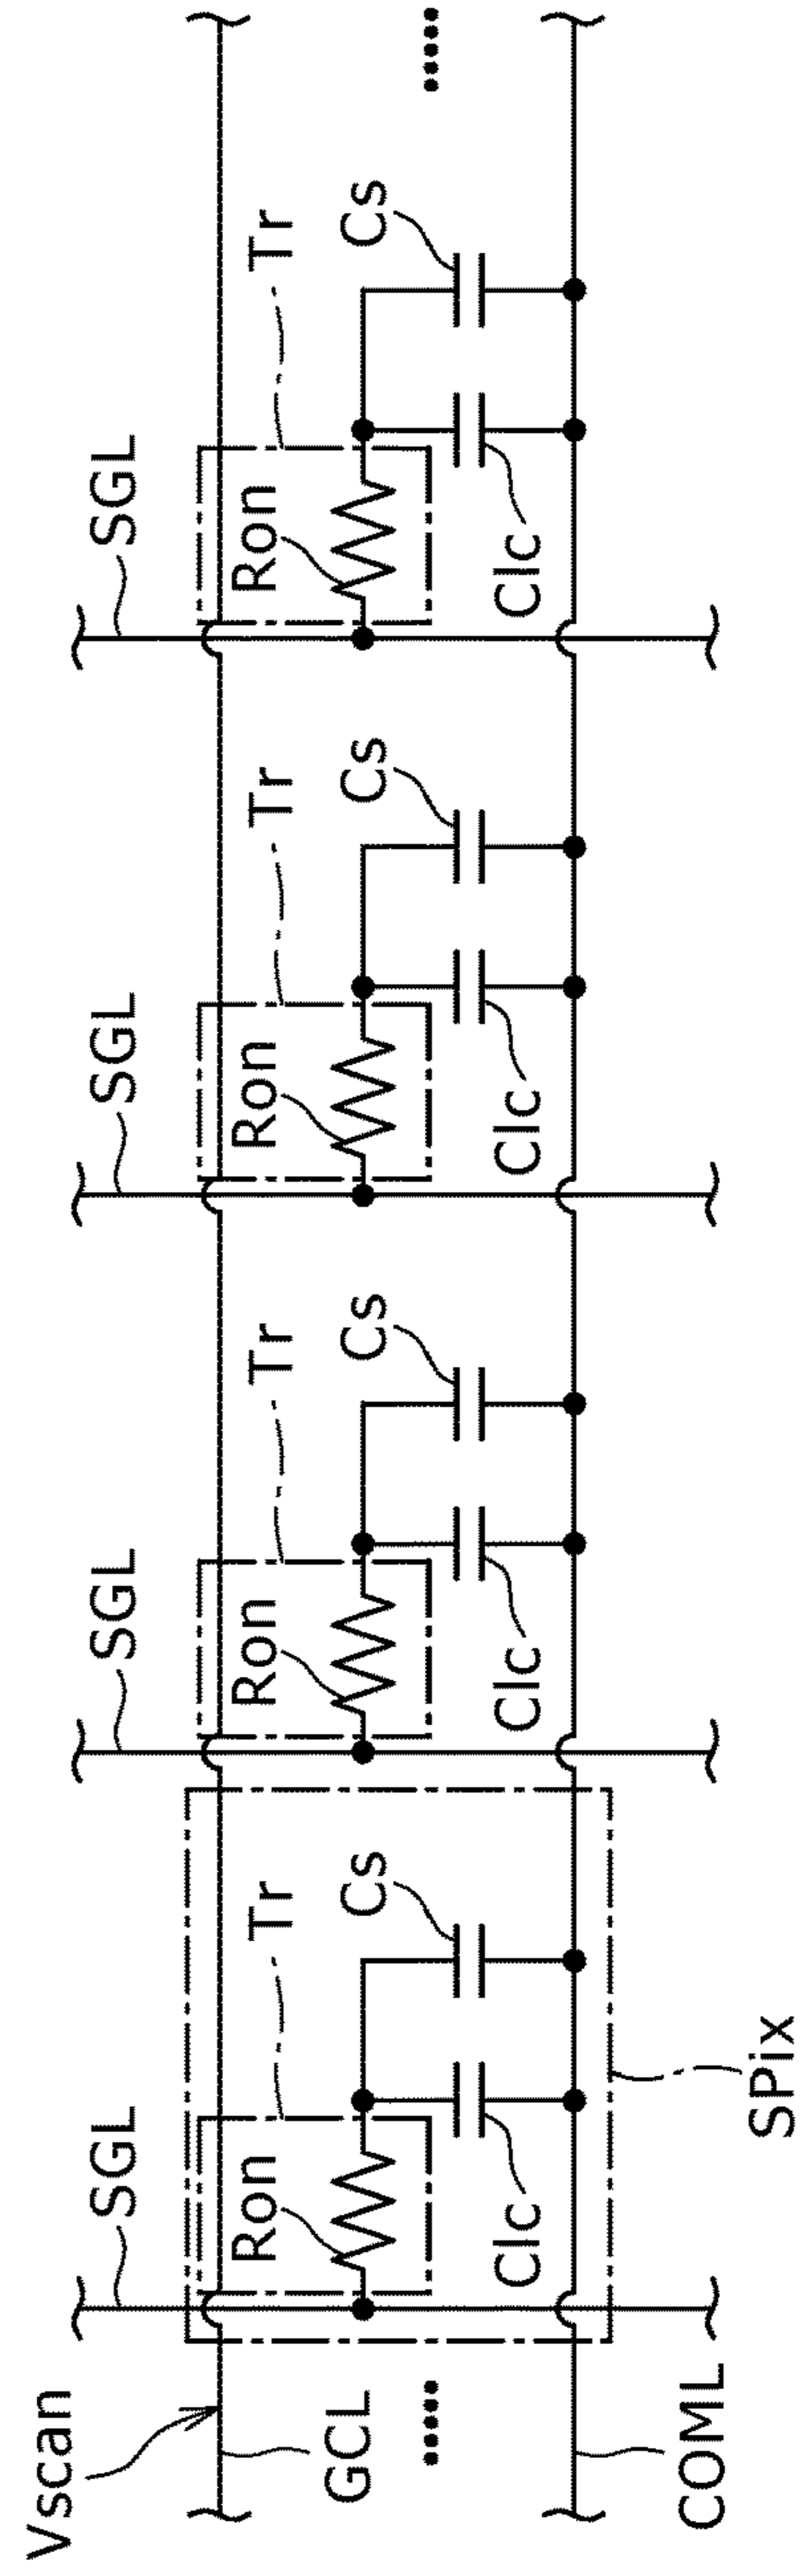 SGL
SGL
SGL
SGL
Vscan
Tr
Tr
Tr
Tr
Ron
Ron
Ron
Ron
GCL
Cs
Cs
Cs
Cs
Clc
Clc
Clc
Clc
COML
SPix